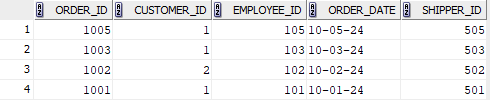 ORDER_ID CUSTOMER_ID EMPLOYEE_ID ORDER_DATE SHIPPER_ID
1 1005 1 105 10-05-24 505
2 1003 1 103 10-03-24 503
3 1002 2 102 10-02-24 502
4 1001 1 101 10-01-24 501